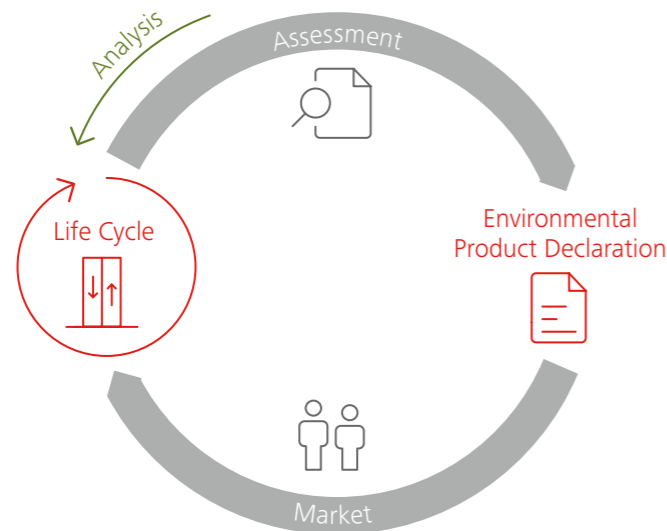 Assessment
Analysis
Life Cycle
Environmental
Product Declaration
Market